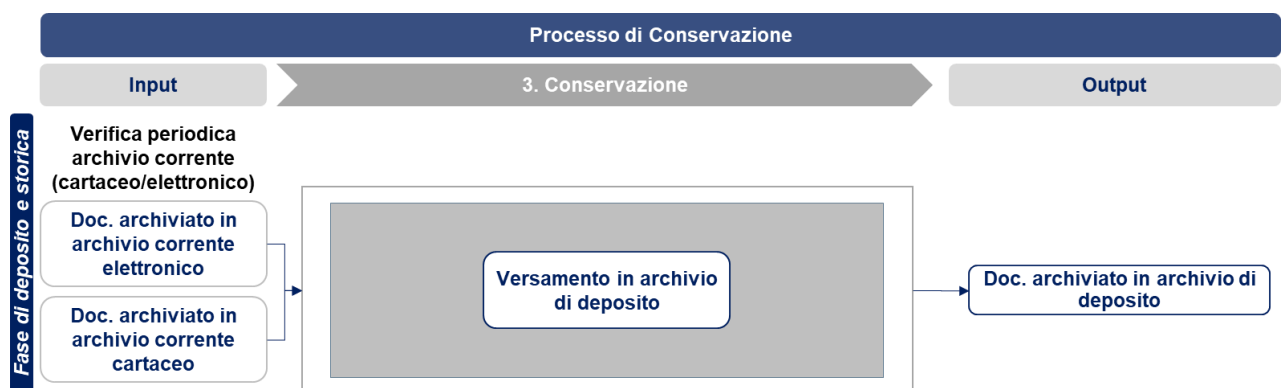 Processo di Conservazione
Input
3. Conservazione
Output
Fase di deposito e storica
Verifica periodica
archivio corrente
(cartaceo/elettronico)
Doc. archiviato in
archivio corrente
elettronico
Doc. archiviato in
archivio corrente
cartaceo
Versamento in archivio
di deposito
Doc. archiviato in archivio di
deposito